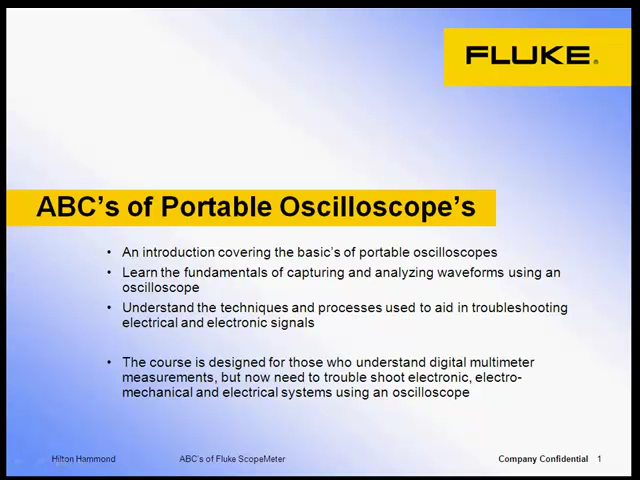 FLUKE®
ABC's of Portable Oscilloscope's
• An introduction covering the basic's of portable oscilloscopes
• Learn the fundamentals of capturing and analyzing waveforms using an
oscilloscope
• Understand the techniques and processes used to aid in troubleshooting
electrical and electronic signals
• The course is designed for those who understand digital multimeter
measurements, but now need to trouble shoot electronic, electro-
mechanical and electrical systems using an oscilloscope
Hilton Hammond ABC's of Fluke ScopeMeter Company Confidential 1